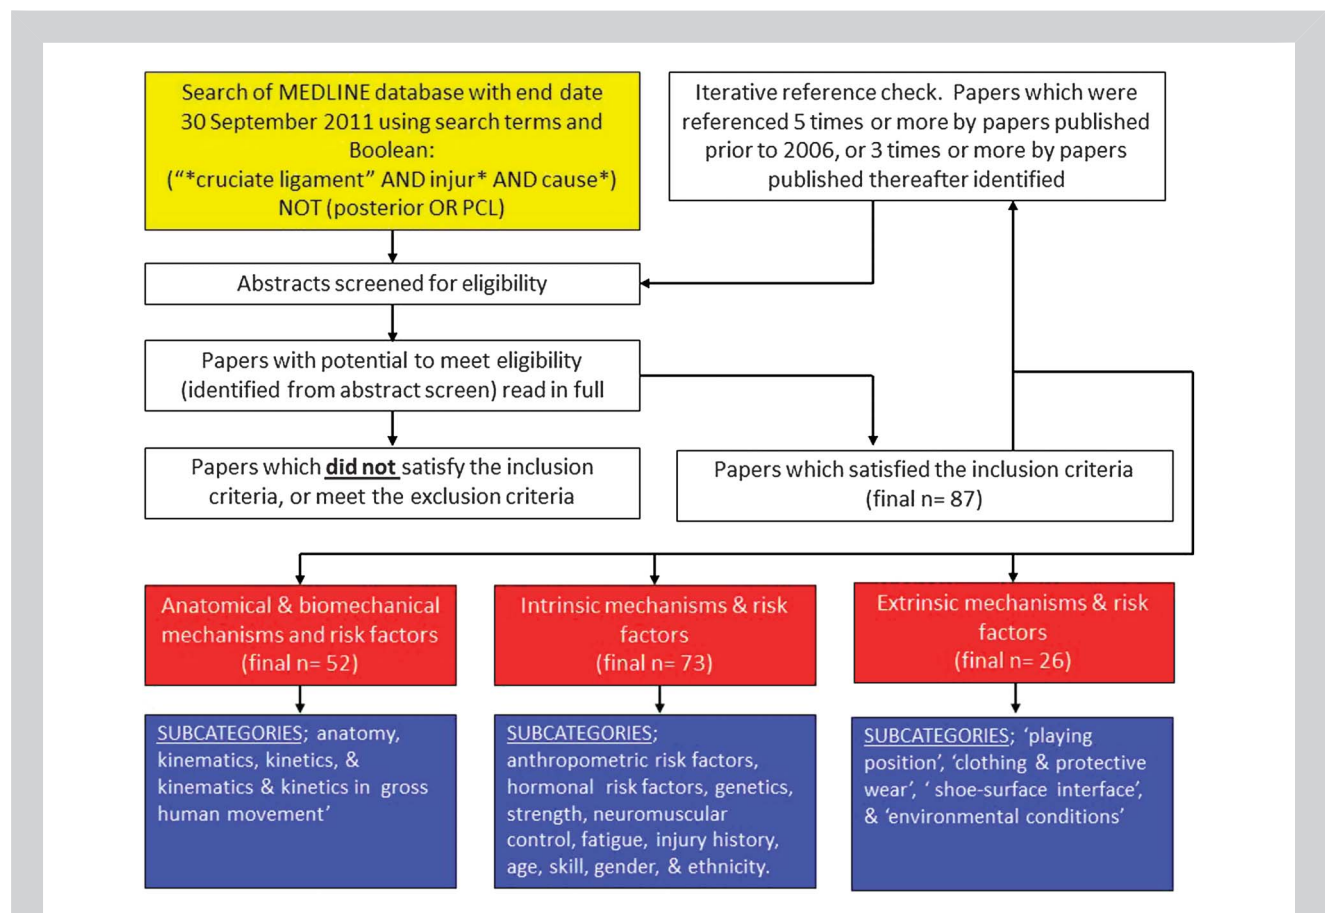 Search of MEDLINE database with end date
30 September 2011 using search terms and
Boolean:
(“*cruciate ligament” AND injur* AND cause*)
NOT (posterior OR PCL)
Iterative reference check. Papers which were
referenced 5 times or more by papers published
prior to 2006, or 3 times or more by papers
published thereafter identified
Abstracts screened for eligibility
Papers with potential to meet eligibility
(identified from abstract screen) read in full
Papers which did not satisfy the inclusion
criteria, or meet the exclusion criteria
Papers which satisfied the inclusion criteria
(final n= 87)
Anatomical & biomechanical
mechanisms and risk factors
(final n= 52)
Intrinsic mechanisms & risk
factors
(final n= 73)
Extrinsic mechanisms & risk
factors
(final n= 26)
SUBCATEGORIES; anatomy,
kinematics, kinetics, &
kinematics & kinetics in gross
human movement’
SUBCATEGORIES;
anthropometric risk factors,
hormonal risk factors, genetics,
strength, neuromuscular
control, fatigue, injury history,
age, skill, gender, & ethnicity.
SUBCATEGORIES; ‘playing
position’, ‘clothing & protective
wear’, ‘ shoe-surface interface’,
& ‘environmental conditions’